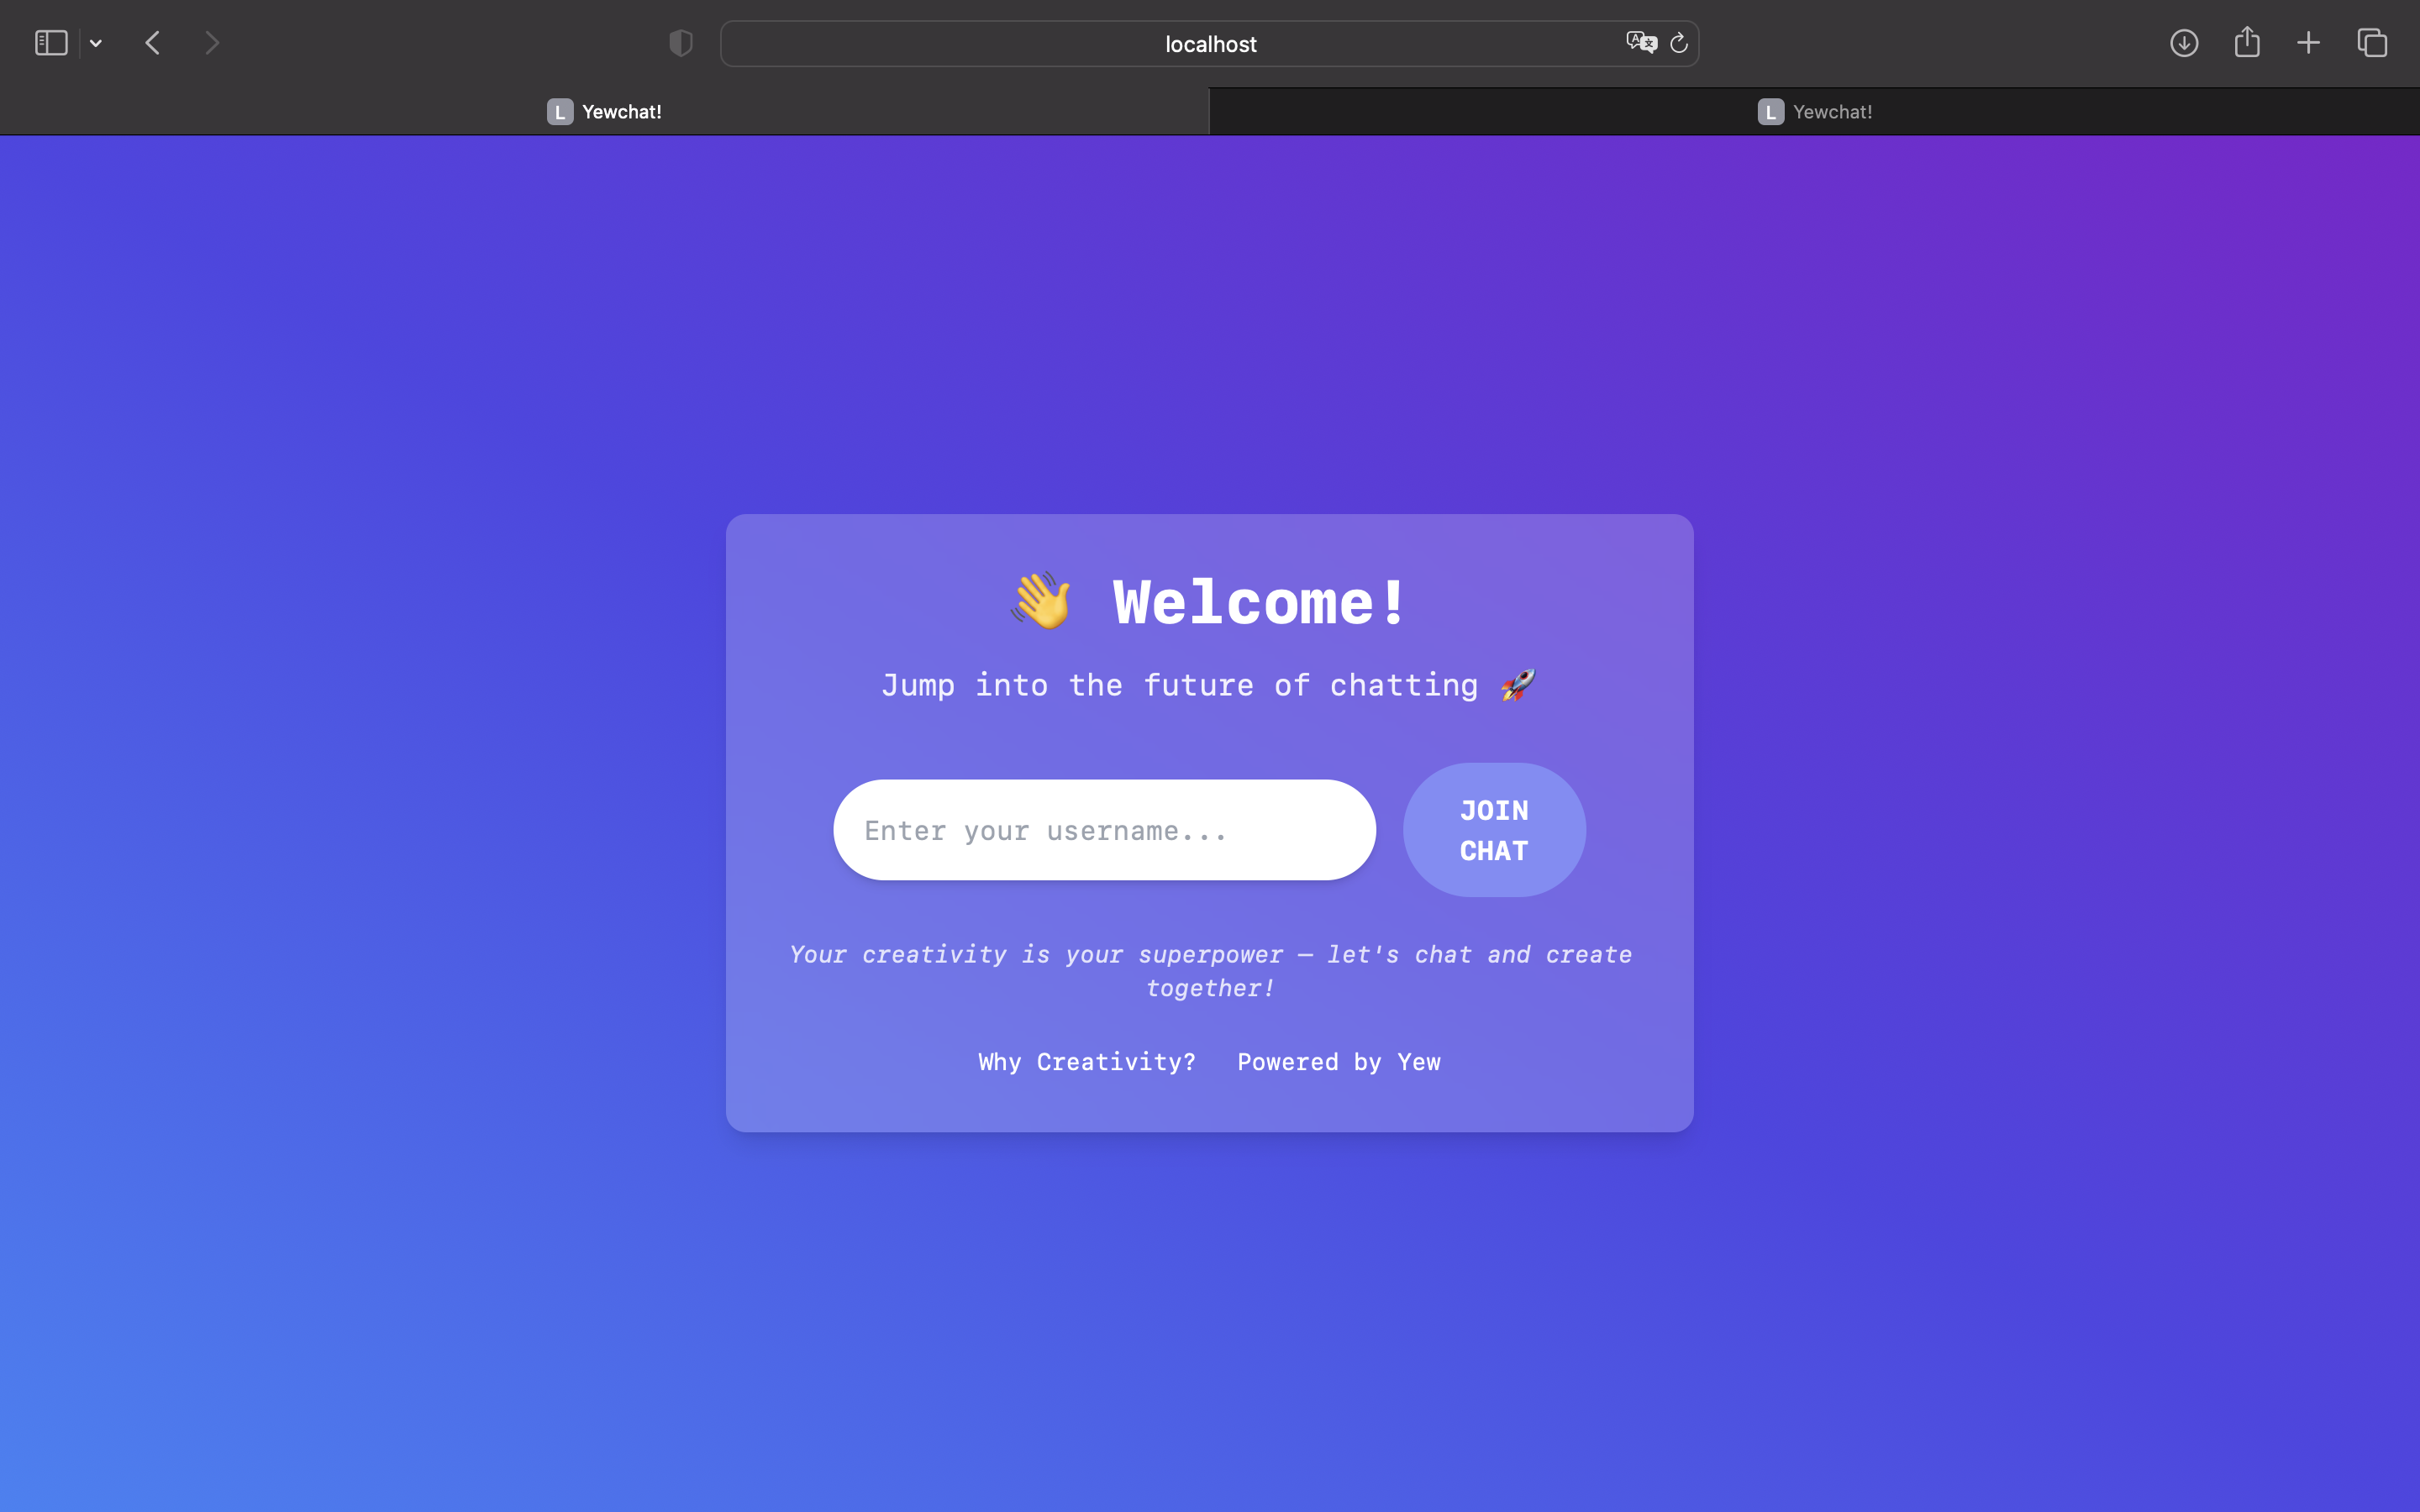 localhost
L Yewchat!
L Yewchat!
👋 Welcome!
Jump into the future of chatting 🚀
Enter your username...
JOIN
CHAT
Your creativity is your superpower — let's chat and create
together!
Why Creativity? Powered by Yew